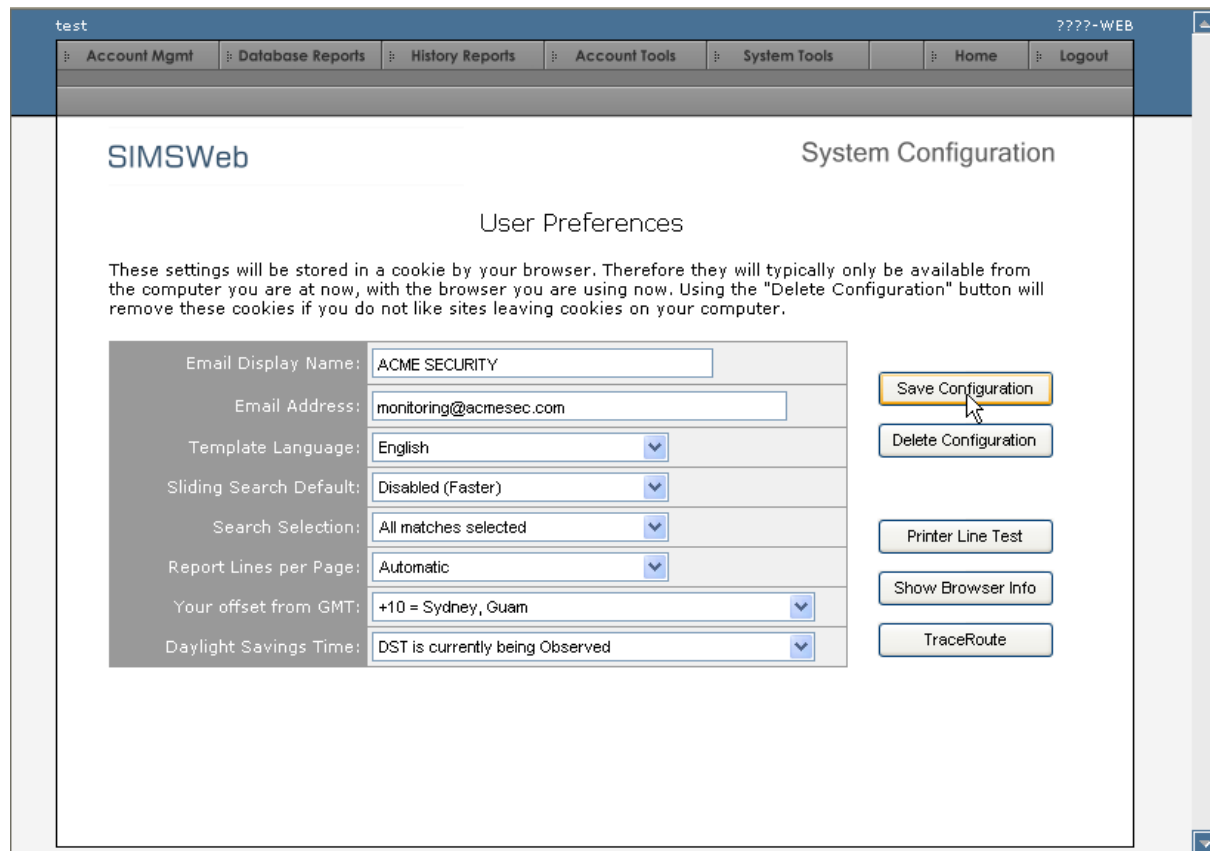 test ????-WEB
Account Mgmt Database Reports History Reports Account Tools System Tools Home Logout
SIMSWeb System Configuration
User Preferences
These settings will be stored in a cookie by your browser. Therefore they will typically only be available from
the computer you are at now, with the browser you are using now. Using the "Delete Configuration" button will
remove these cookies if you do not like sites leaving cookies on your computer.
Email Display Name: ACME SECURITY
Save Configuration
Email Address: monitoring@acmesec.com
Template Language: English
Delete Configuration
Sliding Search Default: Disabled (Faster)
Search Selection: All matches selected
Printer Line Test
Report Lines per Page: Automatic
Show Browser Info
Your offset from GMT: +10 = Sydney, Guam
Daylight Savings Time: DST is currently being Observed
TraceRoute